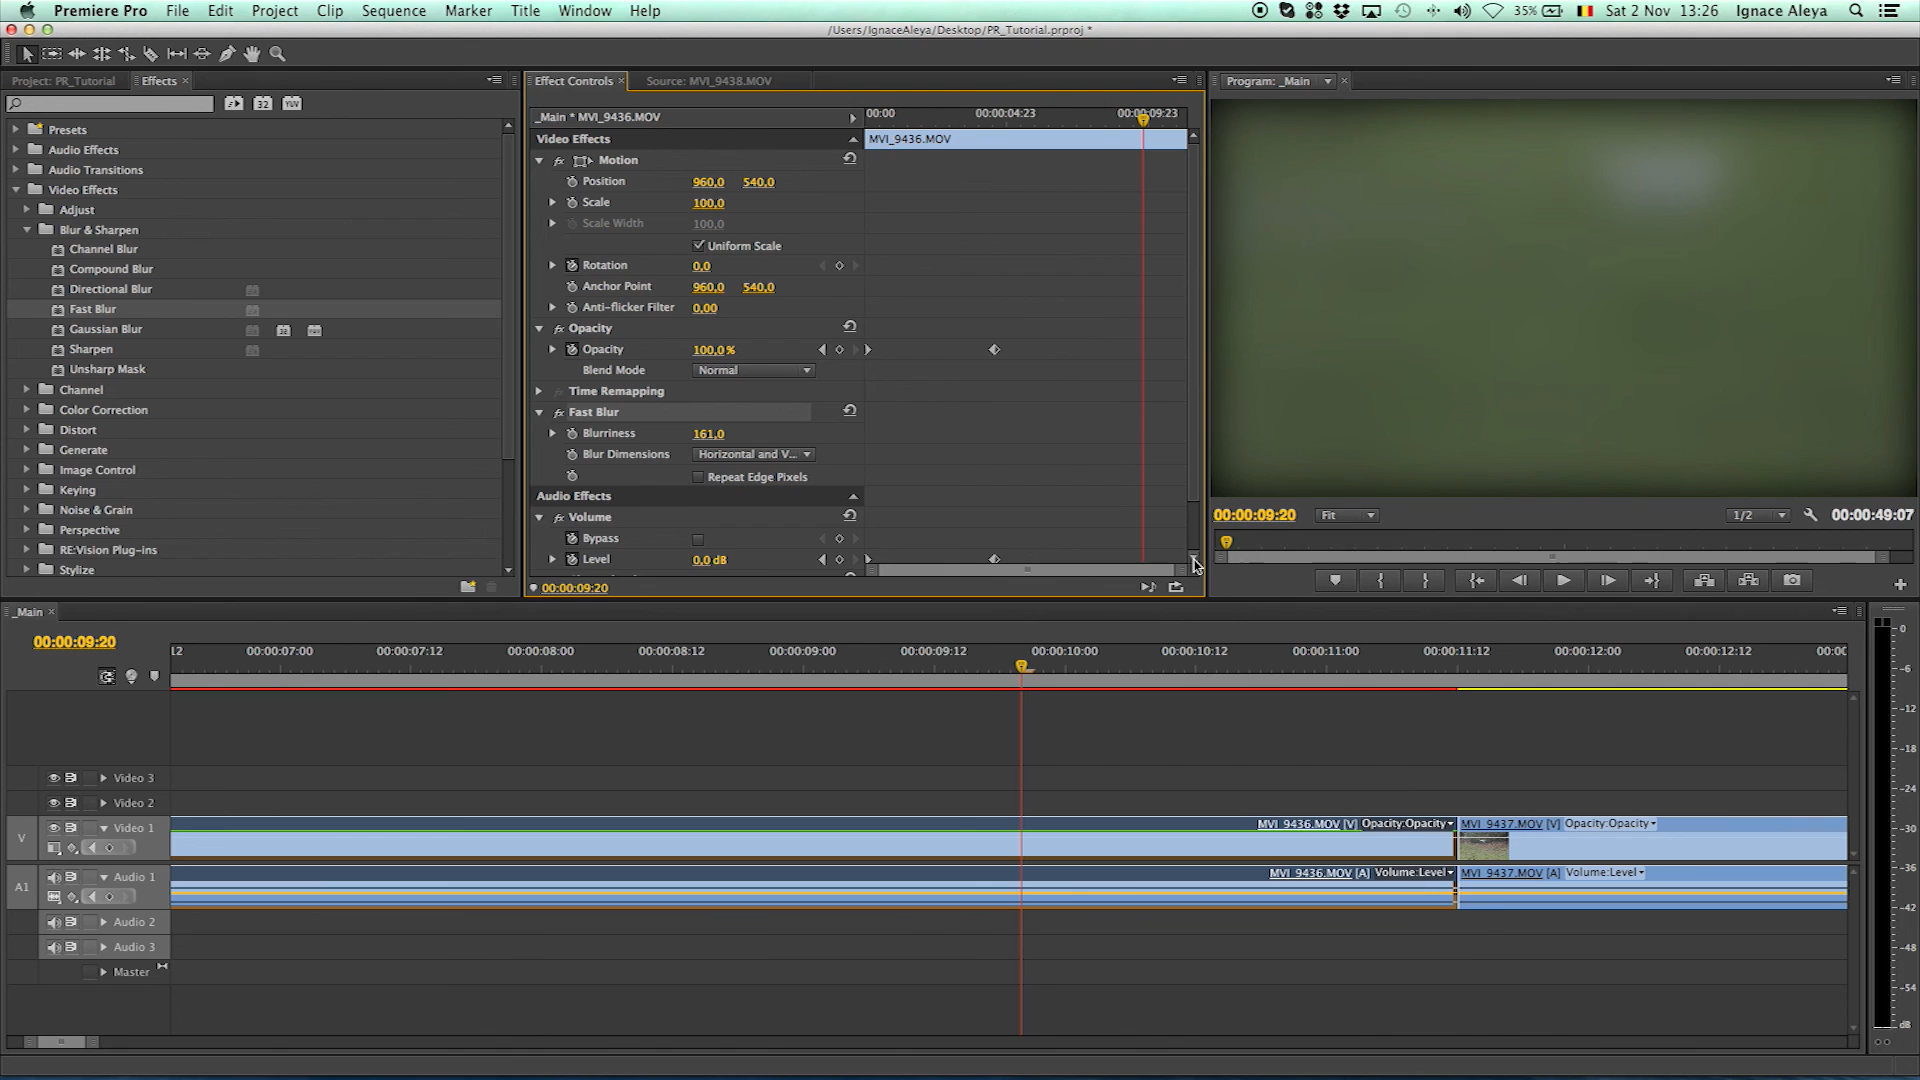 Premiere Pro File Edit Project Clip Sequence Marker Title Window Help 35% Sat 2 Nov 13:26 Ignace Aleya
/Users/IgnaceAleya/Desktop/PR_Tutorial.prproj *
Project: PR_Tutorial Effects × Effect Controls × Source: MVI_9438.MOV Program: _Main ×
32 YUV
_Main * MVI_9436.MOV 00:00 00:00:04:23 00:00:09:23
Presets
Audio Effects
Audio Transitions
Video Effects
Adjust
Blur & Sharpen
Channel Blur
Compound Blur
Directional Blur
Fast Blur
Gaussian Blur
Sharpen
Unsharp Mask
Channel
Color Correction
Distort
Generate
Image Control
Keying
Noise & Grain
Perspective
RE:Vision Plug-ins
Stylize
Video Effects MVI_9436.MOV
fx Motion
Position 960,0 540,0
Scale 100,0
Scale Width 100,0
Uniform Scale
Rotation 0,0
Anchor Point 960,0 540,0
Anti-flicker Filter 0,00
fx Opacity
Opacity 100,0 %
Blend Mode Normal
Time Remapping
fx Fast Blur
Blurriness 161,0
Blur Dimensions Horizontal and V...
Repeat Edge Pixels
Audio Effects
fx Volume
Bypass
Level 0,0 dB
00:00:09:20
00:00:09:20 Fit 1/2 00:00:49:07
_Main ×
00:00:09:20
12 00:00:07:00 00:00:07:12 00:00:08:00 00:00:08:12 00:00:09:00 00:00:09:12 00:00:10:00 00:00:10:12 00:00:11:00 00:00:11:12 00:00:12:00 00:00:12:12
Video 3
Video 2
V Video 1 MVI_9436.MOV [V] Opacity:Opacity MVI_9437.MOV [V] Opacity:Opacity
A1 Audio 1 MVI_9436.MOV [A] Volume:Level MVI_9437.MOV [A] Volume:Level
Audio 2
Audio 3
Master
0
-6
-12
-18
-24
-30
-36
-42
-48
-54
dB